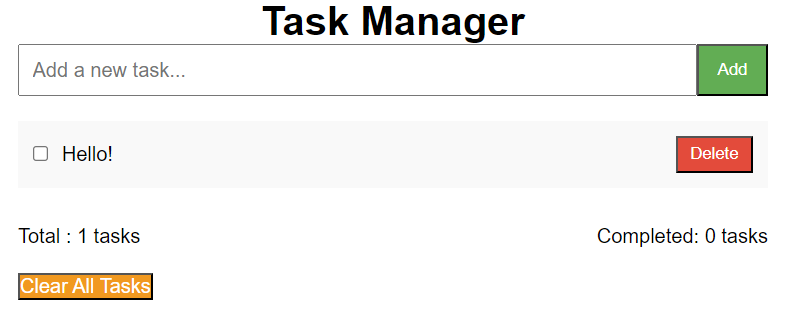 Task Manager
Add a new task... Add
Hello! Delete
Total : 1 tasks Completed: 0 tasks
Clear All Tasks